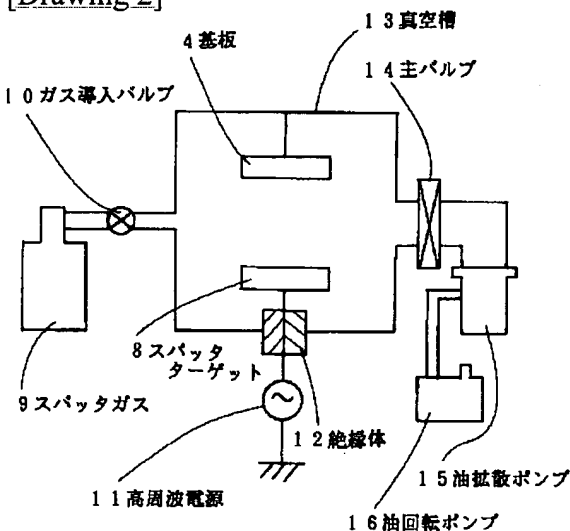 [Drawing 2]
13真空槽
4基板
14主バルブ
10ガス導入バルブ
8スパッタ
ターゲット
9スパッタガス
12絶縁体
11高周波電源
15油拡散ポンプ
16油回転ポンプ